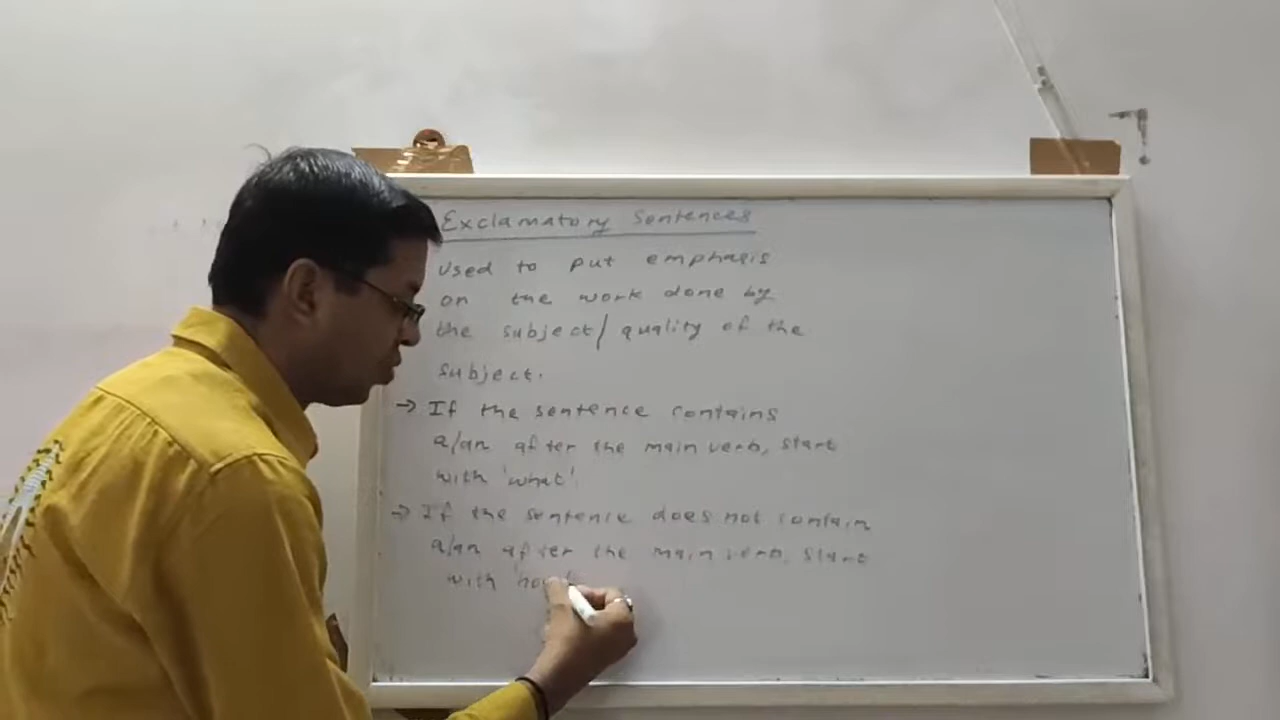 Exclamatory Sentences
Used to put emphasis
on the work done by
the subject/quality of the
subject.
→ If the sentence contains
a/an after the main verb, start
with 'what'.
→ If the sentence does not contain
a/an after the main verb, start
with 'how'